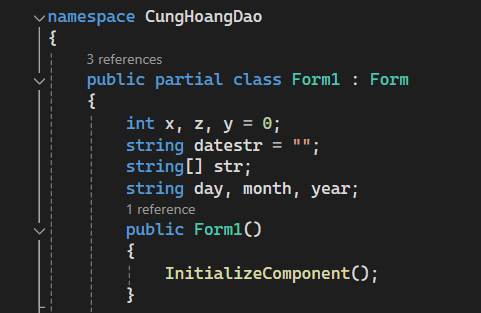 namespace CungHoangDao
{
3 references
public partial class Form1 : Form
{
int x, z, y = 0;
string datestr = "";
string[] str;
string day, month, year;
1 reference
public Form1()
{
InitializeComponent();
}